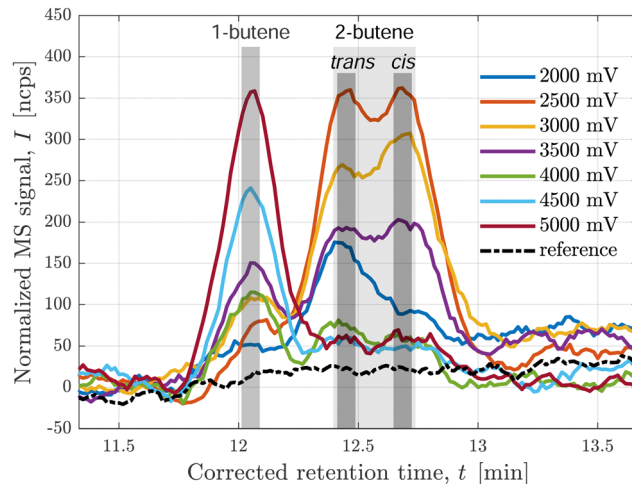 1-butene 2-butene
trans cis
450
400
350
300
250
200
150
100
50
0
-50
Normalized MS signal, I [ncps]
2000 mV
2500 mV
3000 mV
3500 mV
4000 mV
4500 mV
5000 mV
reference
11.5 12 12.5 13 13.5
Corrected retention time, t [min]